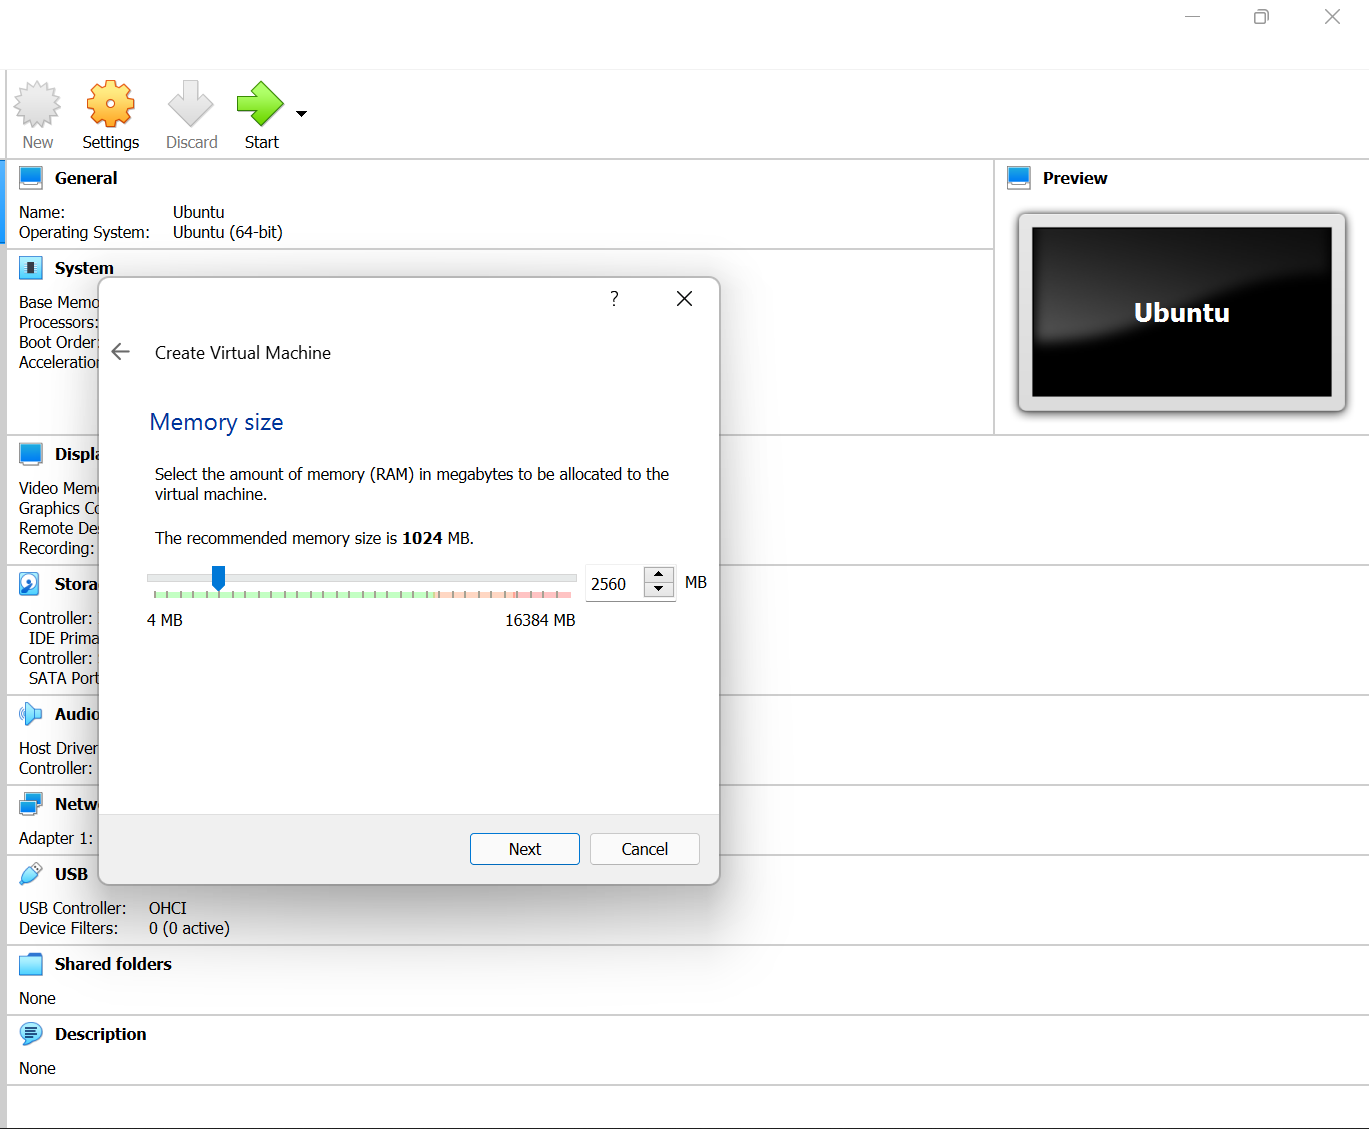 New
Settings
Discard
Start
General
Name: Ubuntu
Operating System: Ubuntu (64-bit)
Preview
Ubuntu
System
Base Memo
Processors:
Boot Order:
Acceleration
?
Create Virtual Machine
Memory size
Select the amount of memory (RAM) in megabytes to be allocated to the
virtual machine.
The recommended memory size is 1024 MB.
2560 MB
4 MB 16384 MB
Next Cancel
Displa
Video Mem
Graphics Co
Remote Des
Recording:
Stora
Controller:
IDE Prima
Controller:
SATA Port
Audio
Host Driver
Controller:
Netw
Adapter 1:
USB
USB Controller: OHCI
Device Filters: 0 (0 active)
Shared folders
None
Description
None